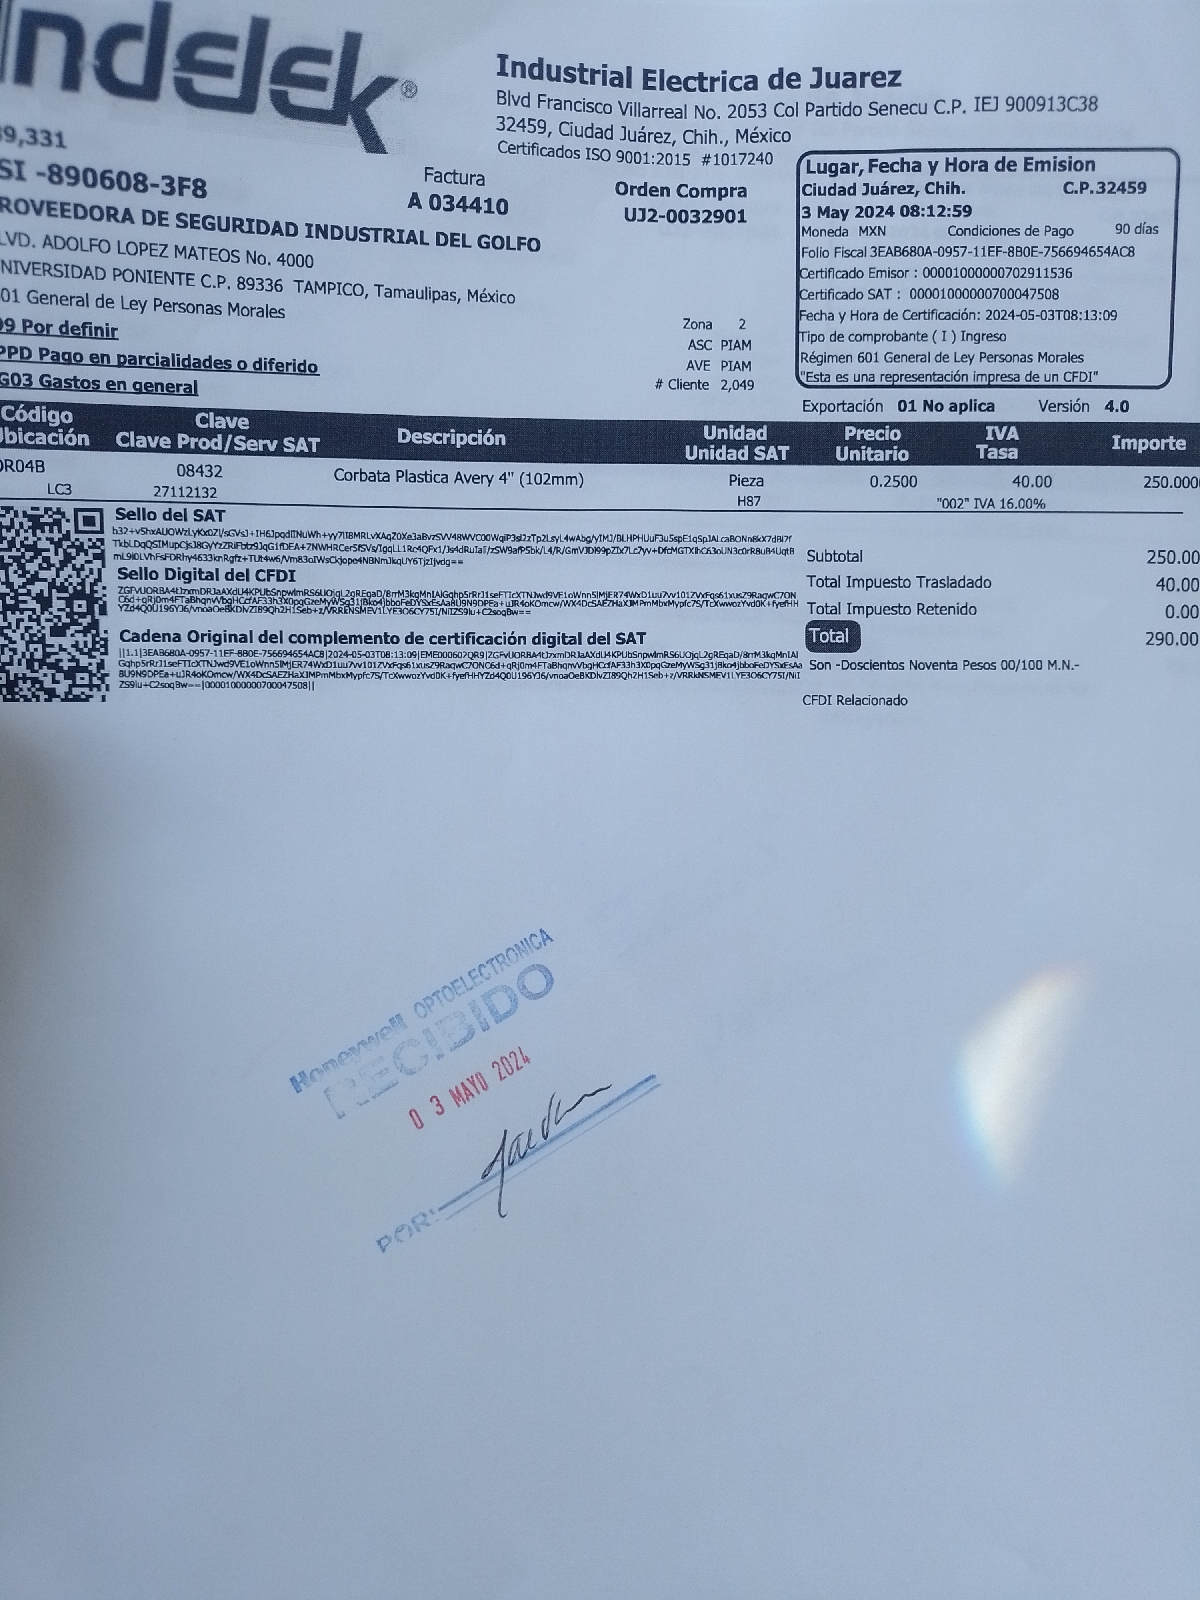 Indelek®
Industrial Electrica de Juarez
Blvd Francisco Villarreal No. 2053 Col Partido Senecu C.P. IEJ 900913C38
32459, Ciudad Juárez, Chih., México
Certificados ISO 9001:2015 #1017240
9,331
SI -890608-3F8
Factura
A 034410
Orden Compra
UJ2-0032901
ROVEEDORA DE SEGURIDAD INDUSTRIAL DEL GOLFO
LVD. ADOLFO LOPEZ MATEOS No. 4000
NIVERSIDAD PONIENTE C.P. 89336 TAMPICO, Tamaulipas, México
01 General de Ley Personas Morales
99 Por definir
PPD Pago en parcialidades o diferido
G03 Gastos en general
Zona 2
ASC PIAM
AVE PIAM
# Cliente 2,049
Lugar, Fecha y Hora de Emision
Ciudad Juárez, Chih. C.P.32459
3 May 2024 08:12:59
Moneda MXN Condiciones de Pago 90 días
Folio Fiscal 3EAB680A-0957-11EF-8B0E-756694654AC8
Certificado Emisor : 00001000000702911536
Certificado SAT : 00001000000700047508
Fecha y Hora de Certificación: 2024-05-03T08:13:09
Tipo de comprobante ( I ) Ingreso
Régimen 601 General de Ley Personas Morales
"Esta es una representación impresa de un CFDI"
Exportación 01 No aplica Versión 4.0
Código Clave Descripción Unidad Precio IVA Importe
Ubicación Clave Prod/Serv SAT Unidad SAT Unitario Tasa
OR04B 08432 Corbata Plastica Avery 4" (102mm) Pieza 0.2500 40.00 250.000
LC3 27112132 H87 "002" IVA 16.00%
Sello del SAT
Sello Digital del CFDI
Cadena Original del complemento de certificación digital del SAT
Subtotal 250.00
Total Impuesto Trasladado 40.00
Total Impuesto Retenido 0.00
Total 290.00
Son -Doscientos Noventa Pesos 00/100 M.N.-
CFDI Relacionado
Honeywell OPTOELECTRONICA
RECIBIDO
0 3 MAYO 2024
POR: